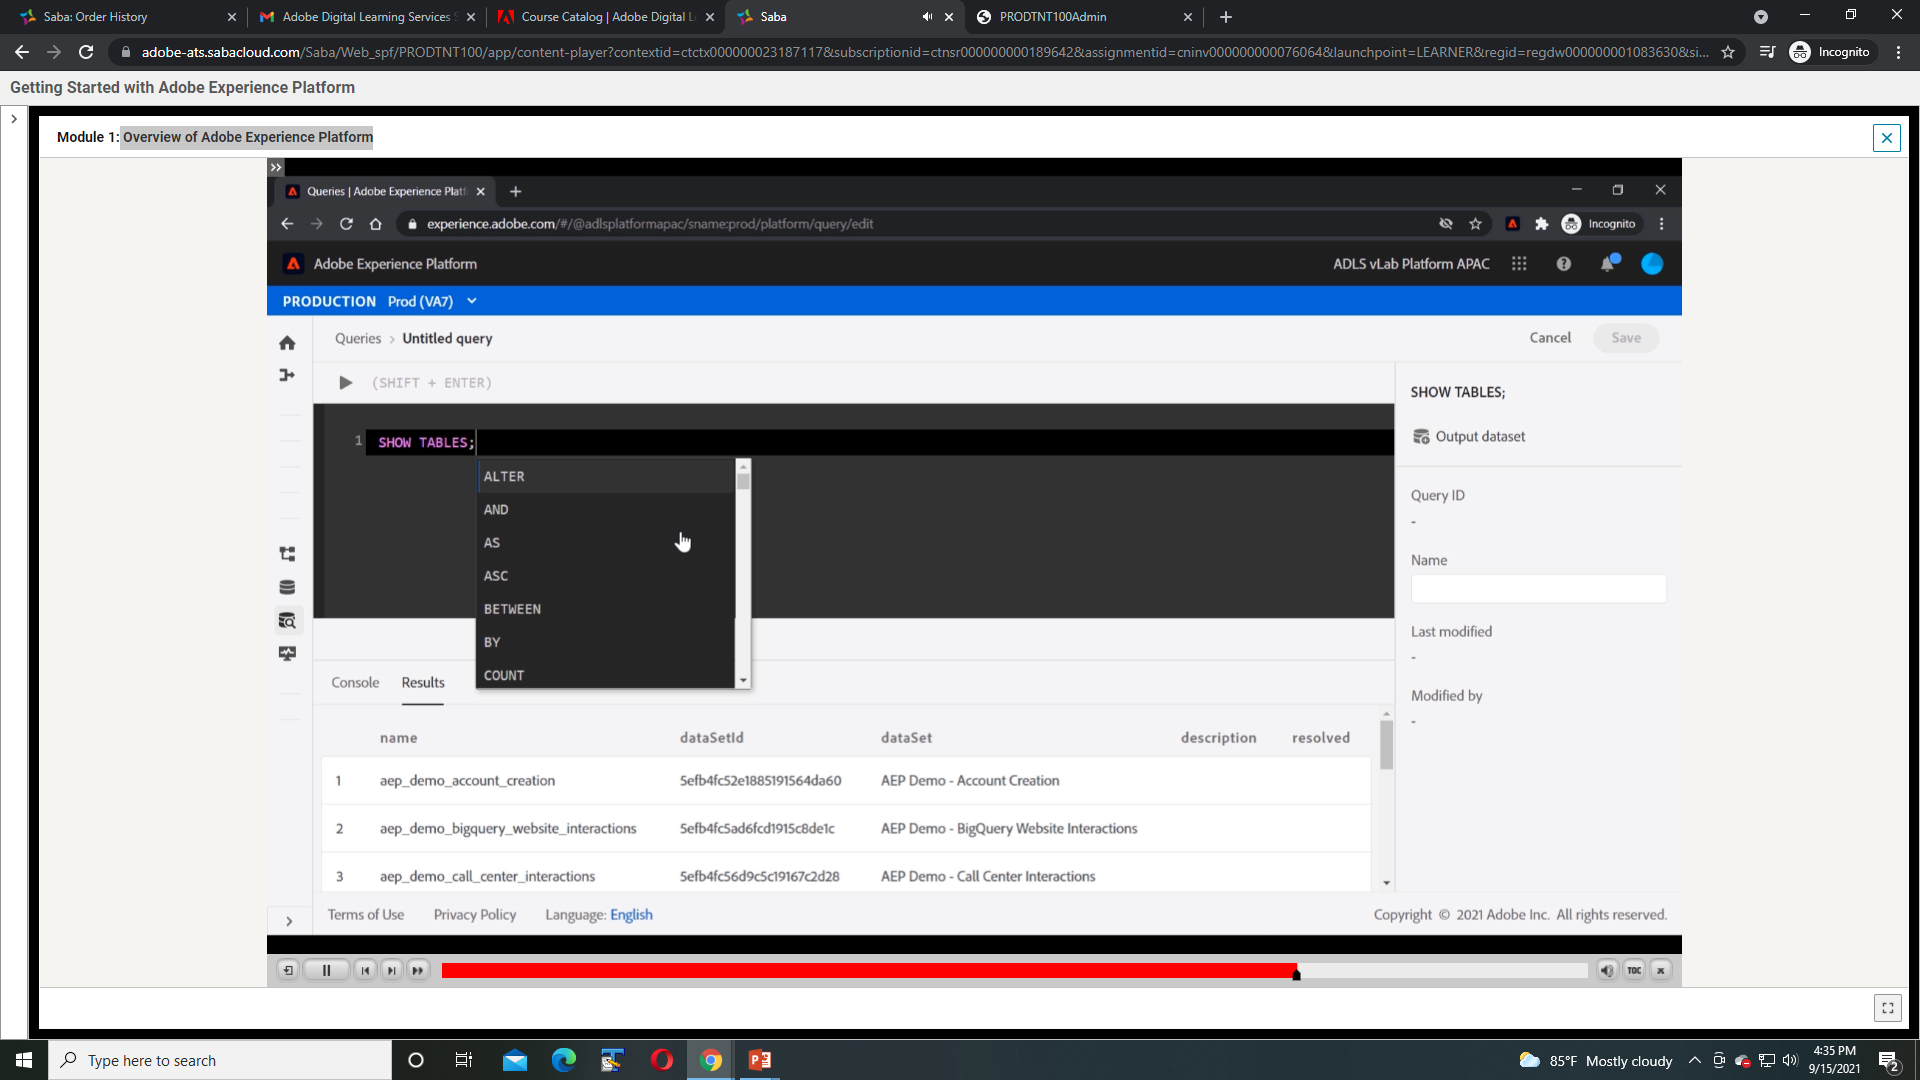 Saba: Order History
Adobe Digital Learning Services S
Course Catalog | Adobe Digital L
Saba
PRODTNT100Admin
adobe-ats.sabacloud.com/Saba/Web_spf/PRODTNT100/app/content-player?contextid=ctctx000000023187117&subscriptionid=ctnsr000000000189642&assignmentid=cninv000000000076064&launchpoint=LEARNER&regid=regdw000000001083630&si...
Incognito
Getting Started with Adobe Experience Platform
Module 1: Overview of Adobe Experience Platform
Queries | Adobe Experience Platf
experience.adobe.com/#/@adlsplatformapac/sname:prod/platform/query/edit
Incognito
Adobe Experience Platform
ADLS vLab Platform APAC
PRODUCTION Prod (VA7)
Queries > Untitled query
Cancel
Save
(SHIFT + ENTER)
SHOW TABLES;
Output dataset
1 SHOW TABLES;
ALTER
AND
AS
ASC
BETWEEN
BY
COUNT
Query ID
-
Name
Last modified
-
Modified by
-
Console Results
name dataSetId dataSet description resolved
1 aep_demo_account_creation 5efb4fc52e1885191564da60 AEP Demo - Account Creation
2 aep_demo_bigquery_website_interactions 5efb4fc5ad6fcd1915c8de1c AEP Demo - BigQuery Website Interactions
3 aep_demo_call_center_interactions 5efb4fc56d9c5c19167c2d28 AEP Demo - Call Center Interactions
Terms of Use Privacy Policy Language: English
Copyright © 2021 Adobe Inc. All rights reserved.
TOC
Type here to search
85°F Mostly cloudy
4:35 PM
9/15/2021
2